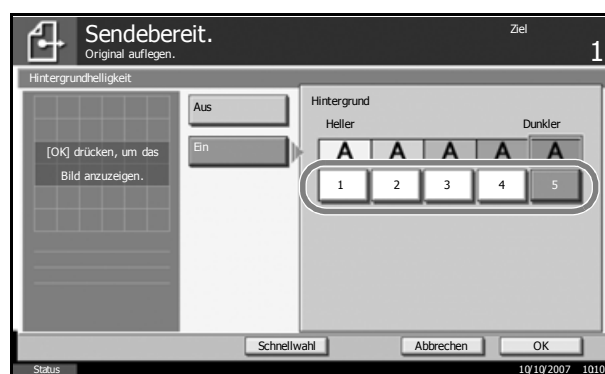 Sendebereit.
Original auflegen.
Ziel
1
Hintergrundhelligkeit
[OK] drücken, um das
Bild anzuzeigen.
Aus
Ein
Hintergrund
Heller Dunkler
A A A A A
1 2 3 4 5
Schnellwahl Abbrechen OK
Status 10/10/2007 1010